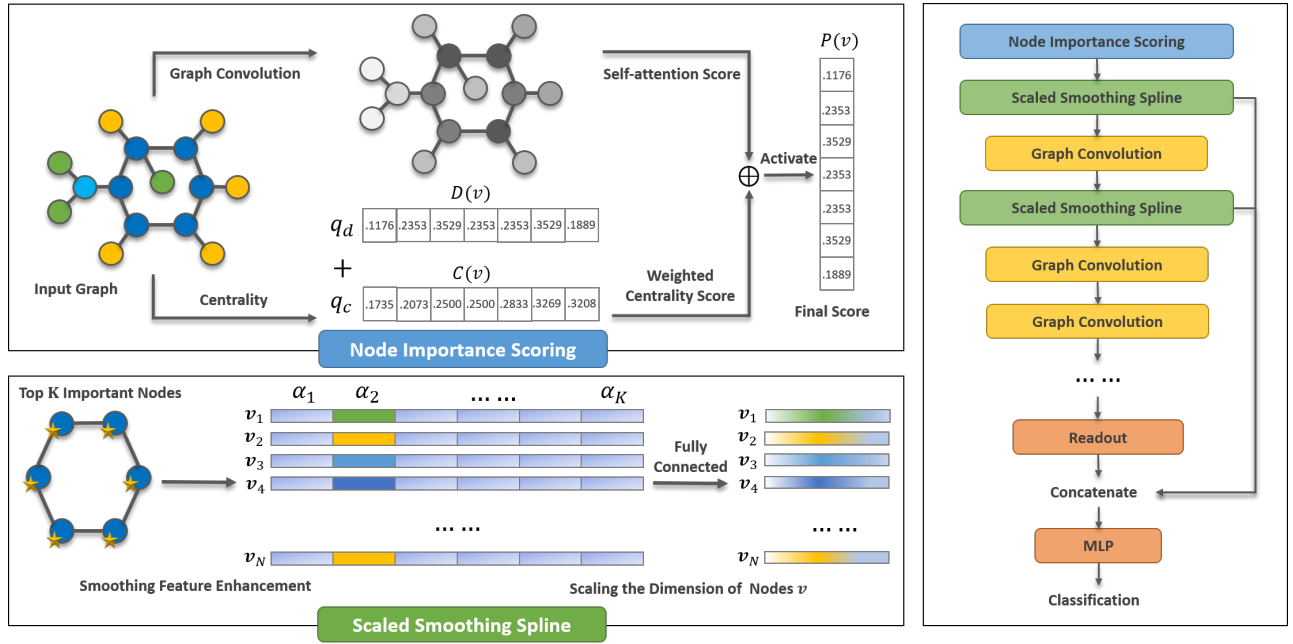 Graph Convolution
Self-attention Score
P(v)
.1176
.2353
.3529
.2353
.2353
.3529
.1889
Activate
⊕
D(v)
q_d .1176 .2353 .3529 .2353 .2353 .3529 .1889
+
C(v)
q_c .1735 .2073 .2500 .2500 .2833 .3269 .3208
Input Graph
Centrality
Weighted
Centrality Score
Final Score
Node Importance Scoring
Top K Important Nodes
α_1 α_2 ... ... α_K
v_1
v_2
v_3
v_4
... ...
v_N
Fully
Connected
v_1
v_2
v_3
v_4
... ...
v_N
Smoothing Feature Enhancement
Scaling the Dimension of Nodes v
Scaled Smoothing Spline
Node Importance Scoring
Scaled Smoothing Spline
Graph Convolution
Scaled Smoothing Spline
Graph Convolution
Graph Convolution
... ...
Readout
Concatenate
MLP
Classification